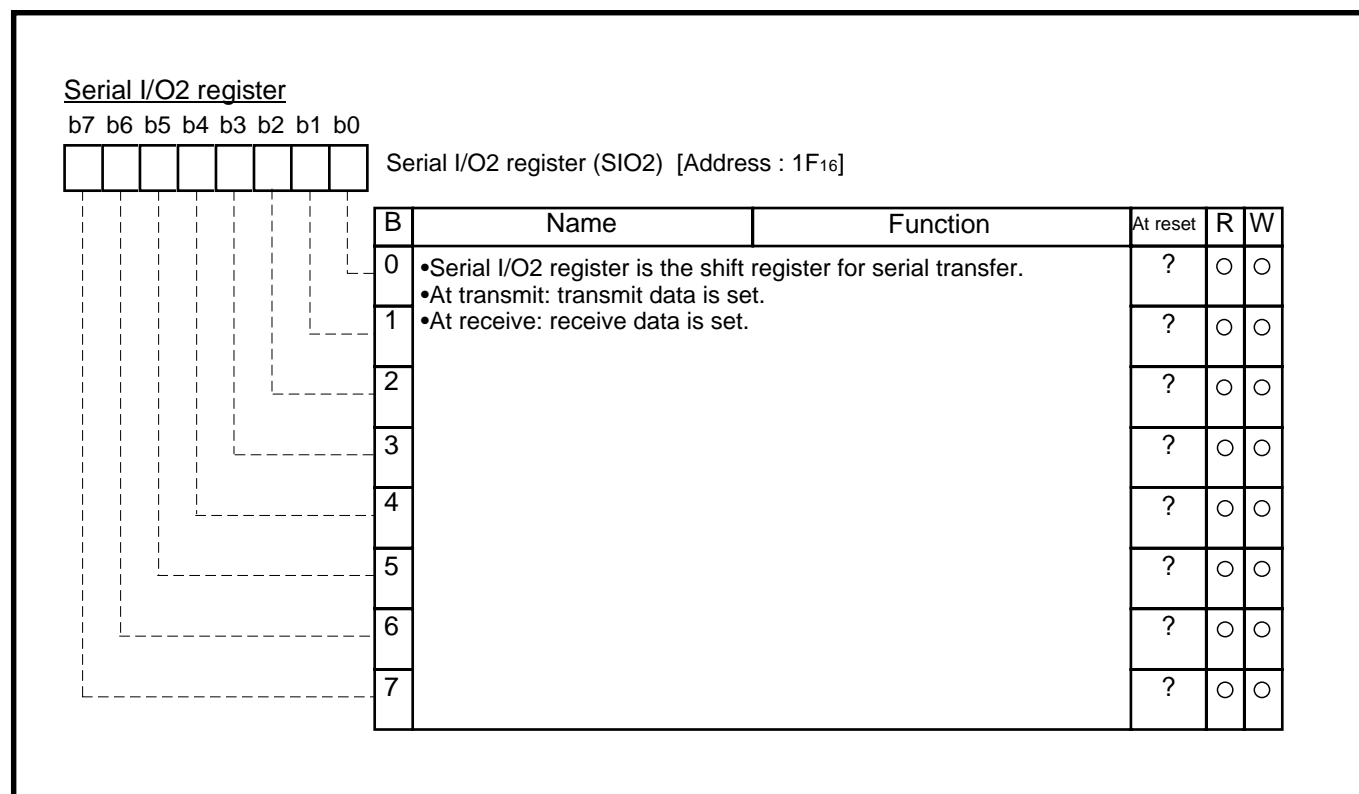 Serial I/O2 register
b7 b6 b5 b4 b3 b2 b1 b0
Serial I/O2 register (SIO2) [Address : 1F₁₆]
B Name Function At reset R W
0 •Serial I/O2 register is the shift register for serial transfer. ? ○ ○
•At transmit: transmit data is set.
1 •At receive: receive data is set. ? ○ ○
2 ? ○ ○
3 ? ○ ○
4 ? ○ ○
5 ? ○ ○
6 ? ○ ○
7 ? ○ ○